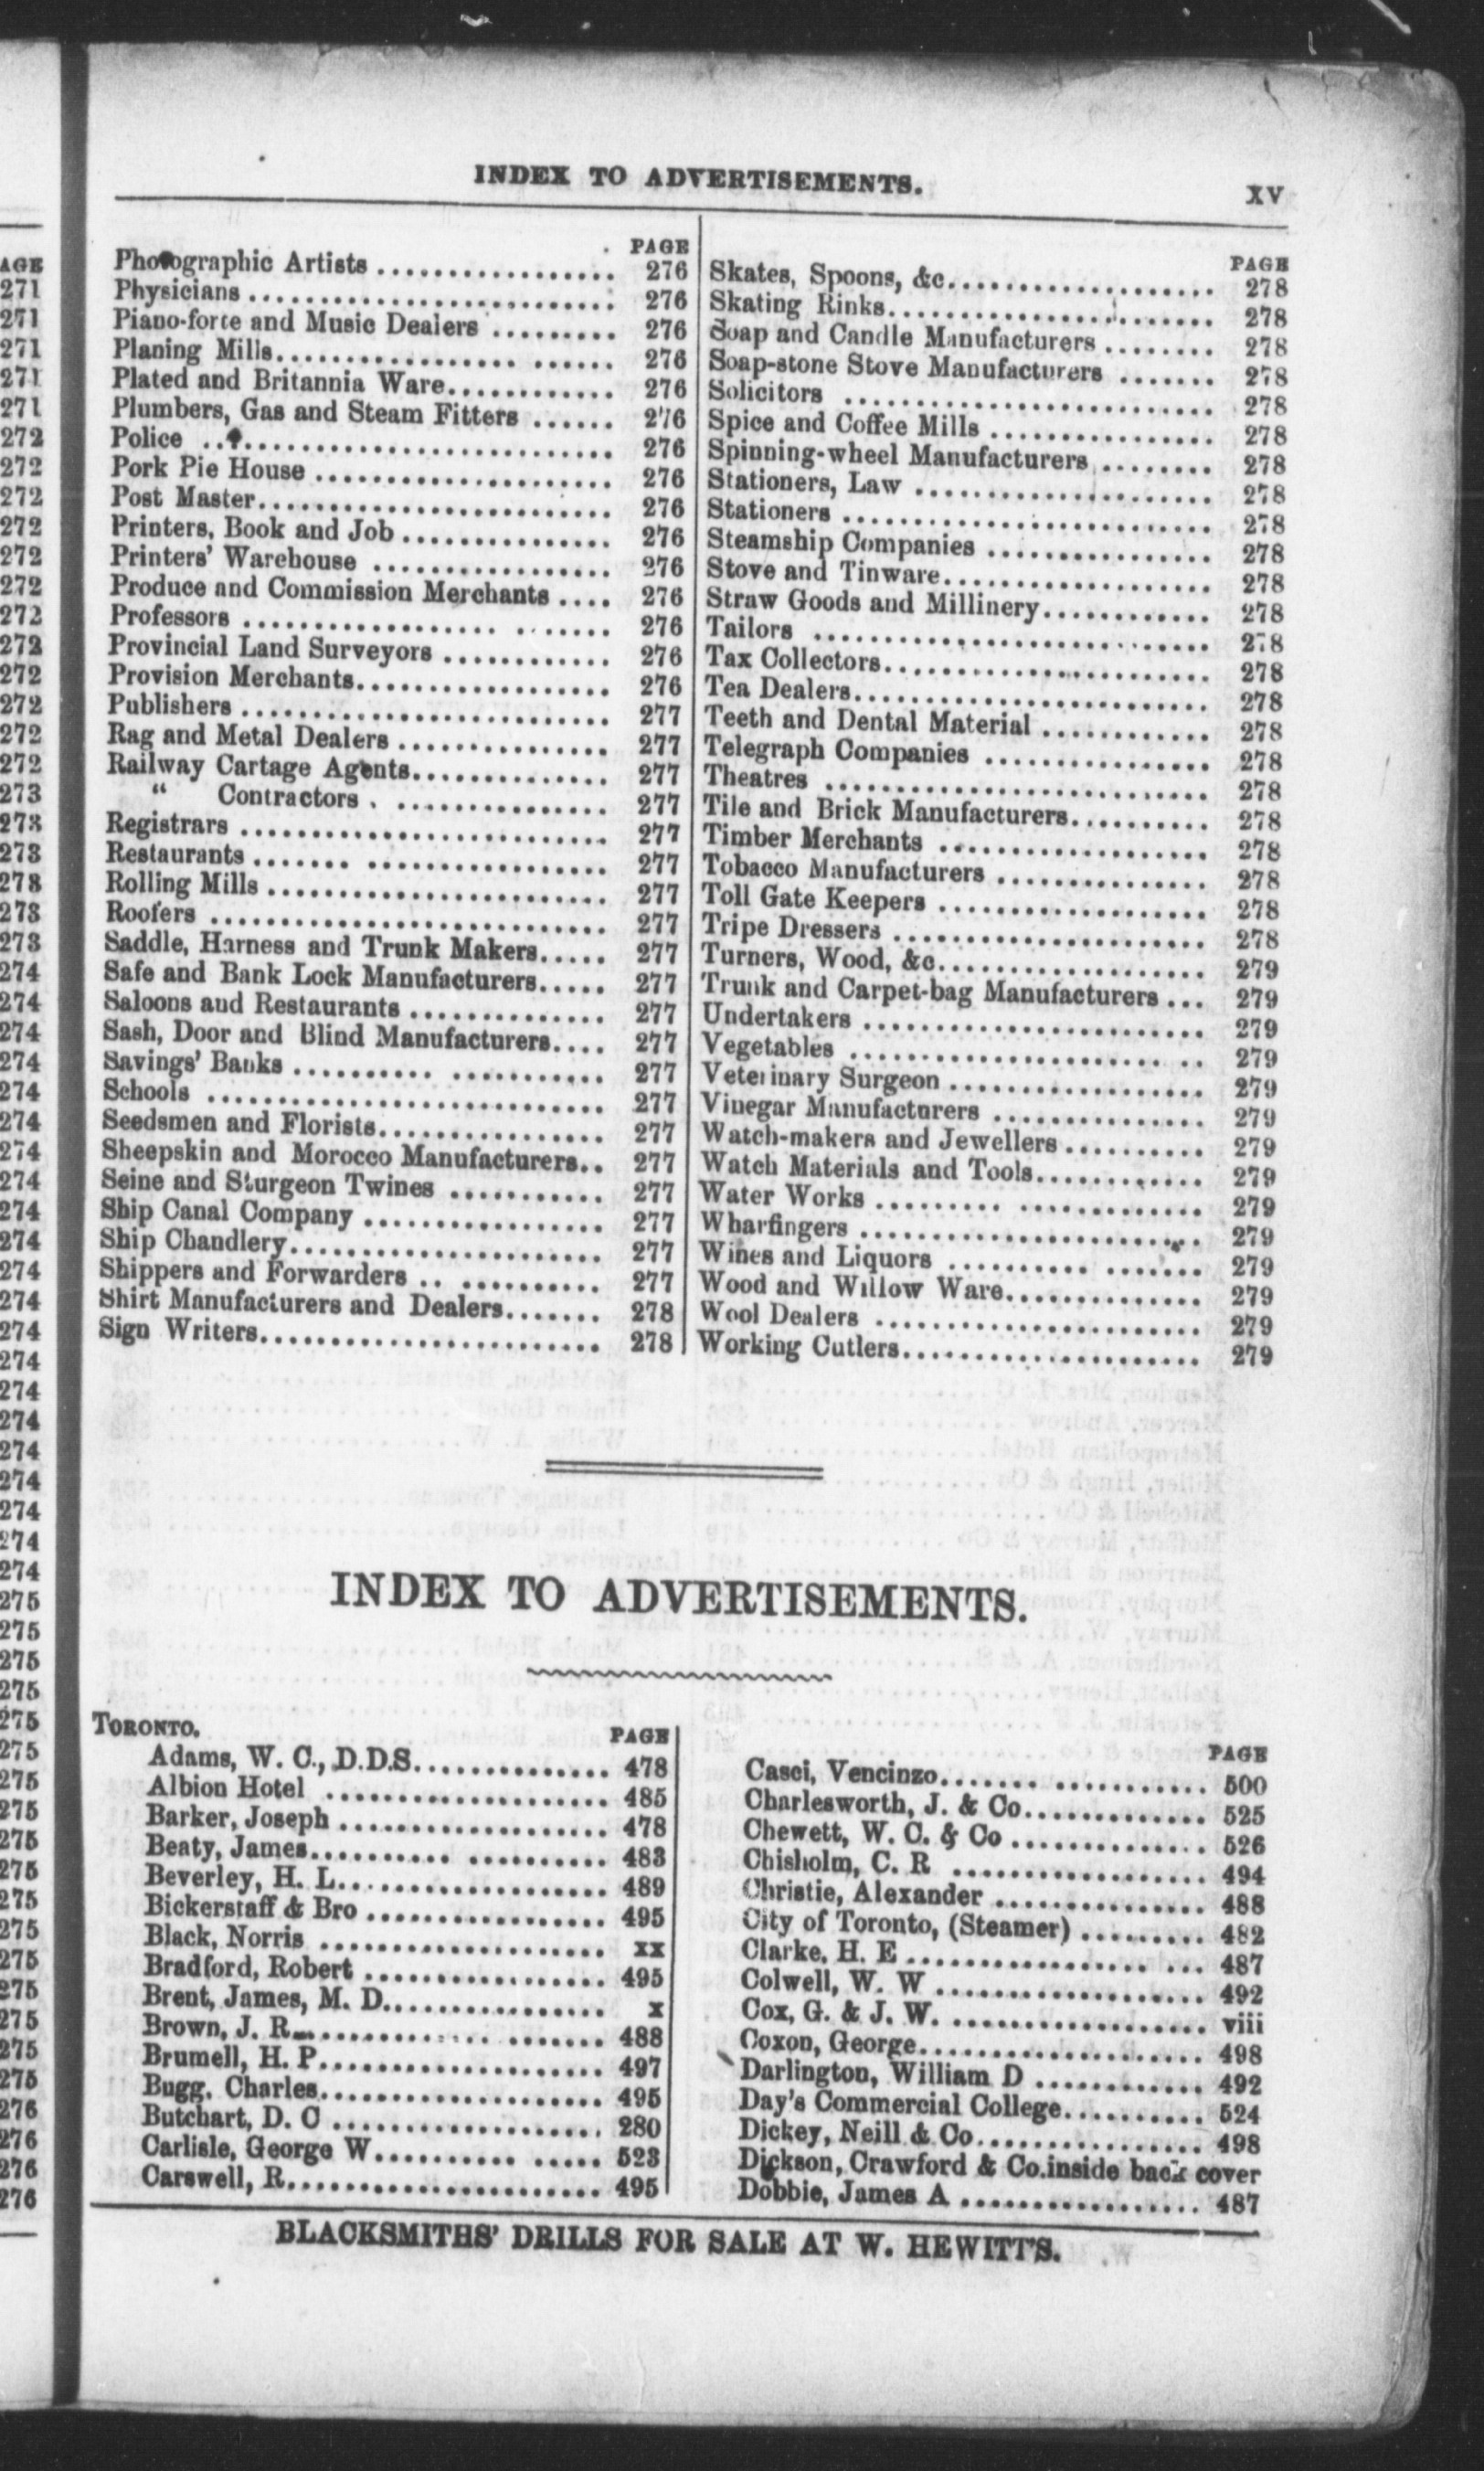 INDEX TO ADVERTISEMENTS. XV
PAGE
Photographic Artists ................. 276
Physicians .......................... 276
Piano-forte and Music Dealers ......... 276
Planing Mills................. ...... 276
Plated and Britannia Ware............ 276
Plumbers, Gas and Steam Fitters ...... 276
Police ............................. 276
Pork Pie House ..................... 276
Post Master......................... 276
Printers, Book and Job ............... 276
Printers' Warehouse ................. 276
Produce and Commission Merchants .... 276
Professors .................. ....... 276
Provincial Land Surveyors ............ 276
Provision Merchants.................. 276
Publishers .......................... 277
Rag and Metal Dealers ............... 277
Railway Cartage Agents.............. 277
" Contractors . ............... 277
Registrars .......................... 277
Restaurants ....... ................. 277
Rolling Mills ........................ 277
Roofers ............................ 277
Saddle, Harness and Trunk Makers..... 277
Safe and Bank Lock Manufacturers..... 277
Saloons and Restaurants .............. 277
Sash, Door and Blind Manufacturers.... 277
Savings' Banks .......... ........... 277
Schools ............................ 277
Seedsmen and Florists................ 277
Sheepskin and Morocco Manufacturers.. 277
Seine and Sturgeon Twines ........... 277
Ship Canal Company ................. 277
Ship Chandlery...................... 277
Shippers and Forwarders .. .......... 277
Shirt Manufacturers and Dealers....... 278
Sign Writers........................ 278
PAGE
Skates, Spoons, &c................... 278
Skating Rinks....................... 278
Soap and Candle Manufacturers ........ 278
Soap-stone Stove Manufacturers ....... 278
Solicitors .......................... 278
Spice and Coffee Mills ................ 278
Spinning-wheel Manufacturers ........ 278
Stationers, Law ..................... 278
Stationers .......................... 278
Steamship Companies ................ 278
Stove and Tinware................... 278
Straw Goods and Millinery............ 278
Tailors ............................ 278
Tax Collectors....................... 278
Tea Dealers......................... 278
Teeth and Dental Material ............ 278
Telegraph Companies ................ 278
Theatres ........................... 278
Tile and Brick Manufacturers.......... 278
Timber Merchants ................... 278
Tobacco Manufacturers ............... 278
Toll Gate Keepers ................... 278
Tripe Dressers ...................... 278
Turners, Wood, &c................... 279
Trunk and Carpet-bag Manufacturers ... 279
Undertakers ........................ 279
Vegetables ...................... .. 279
Veterinary Surgeon .................. 279
Vinegar Manufacturers ............... 279
Watch-makers and Jewellers .......... 279
Watch Materials and Tools............ 279
Water Works ......... ............. 279
Wharfingers ........................ 279
Wines and Liquors .......... ....... 279
Wood and Willow Ware.............. 279
Wool Dealers ....................... 279
Working Cutlers..................... 279
INDEX TO ADVERTISEMENTS.
TORONTO.
PAGE
Adams, W. C., D.D.S.............. 478
Albion Hotel .................... 485
Barker, Joseph ................... 478
Beaty, James.......... .......... 483
Beverley, H. L................... 489
Bickerstaff & Bro ................. 495
Black, Norris .................... xx
Bradford, Robert ................. 495
Brent, James, M. D................ x
Brown, J. R............... ....... 488
Brumell, H. P.................... 497
Bugg, Charles.................... 495
Butchart, D. C ................... 280
Carlisle, George W.......... ..... 523
Carswell, R...................... 495
PAGE
Casci, Vencinzo....... ........... 500
Charlesworth, J. & Co............. 525
Chewett, W. C. & Co .............. 526
Chisholm, C. R .................. 494
Christie, Alexander ............... 488
City of Toronto, (Steamer) ......... 482
Clarke, H. E ................. ... 487
Colwell, W. W ................... 492
Cox, G. & J. W. .................. viii
Coxon, George.................... 498
Darlington, William D ............ 492
Day's Commercial College.......... 524
Dickey, Neill & Co................ 498
Dickson, Crawford & Co.inside back cover
Dobbie, James A ................. 487
BLACKSMITHS' DRILLS FOR SALE AT W. HEWITT'S.